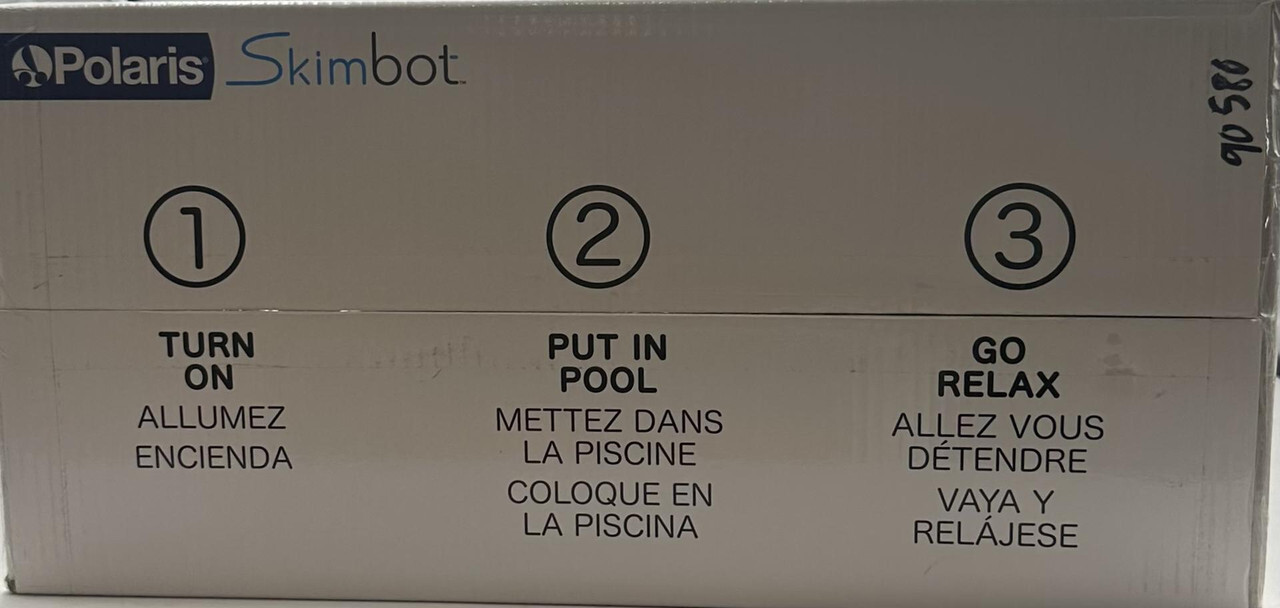 Polaris Skimbot™
90580
1
TURN
ON
ALLUMEZ
ENCIENDA
2
PUT IN
POOL
METTEZ DANS
LA PISCINE
COLOQUE EN
LA PISCINA
3
GO
RELAX
ALLEZ VOUS
DÉTENDRE
VAYA Y
RELÁJESE